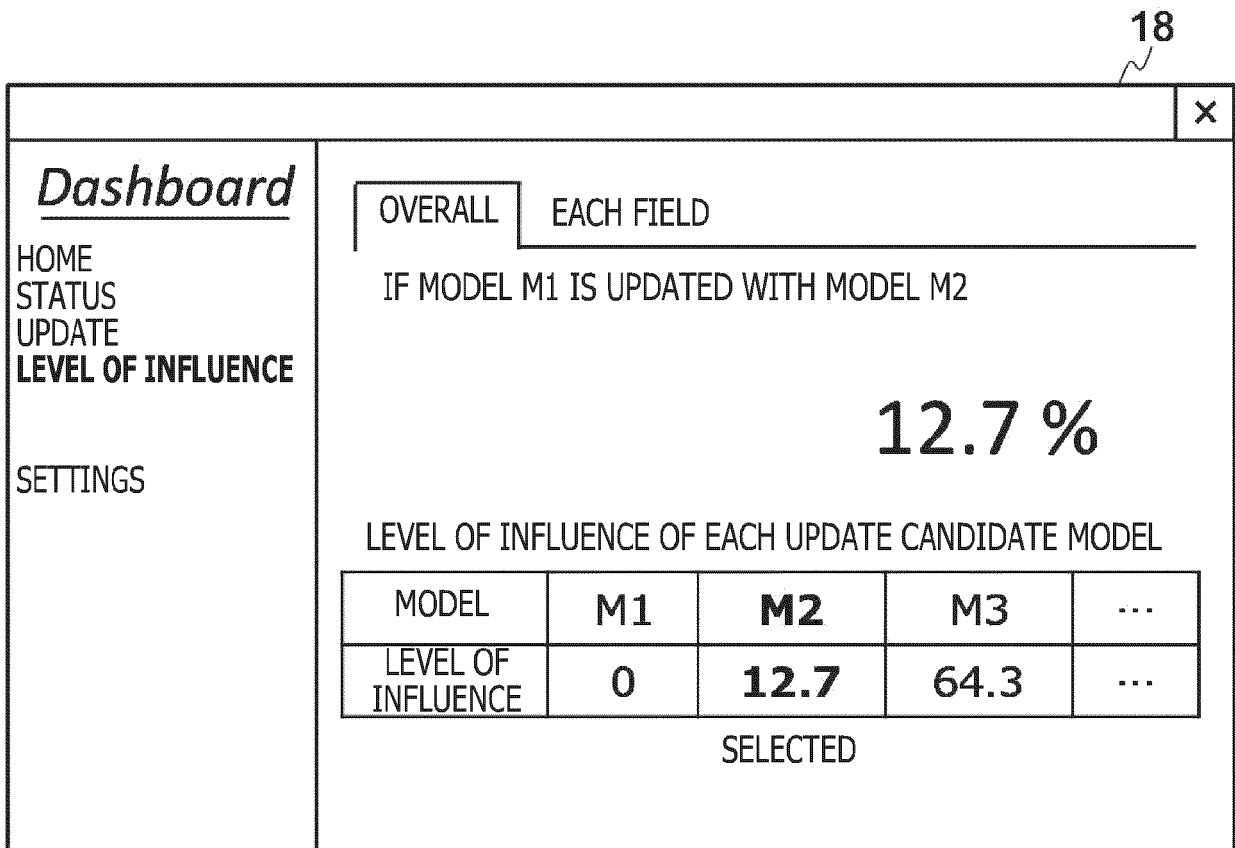 18
×
Dashboard
HOME
STATUS
UPDATE
LEVEL OF INFLUENCE
SETTINGS
OVERALL EACH FIELD
IF MODEL M1 IS UPDATED WITH MODEL M2
12.7 %
LEVEL OF INFLUENCE OF EACH UPDATE CANDIDATE MODEL
MODEL M1 M2 M3 ...
LEVEL OF
INFLUENCE 0 12.7 64.3 ...
SELECTED